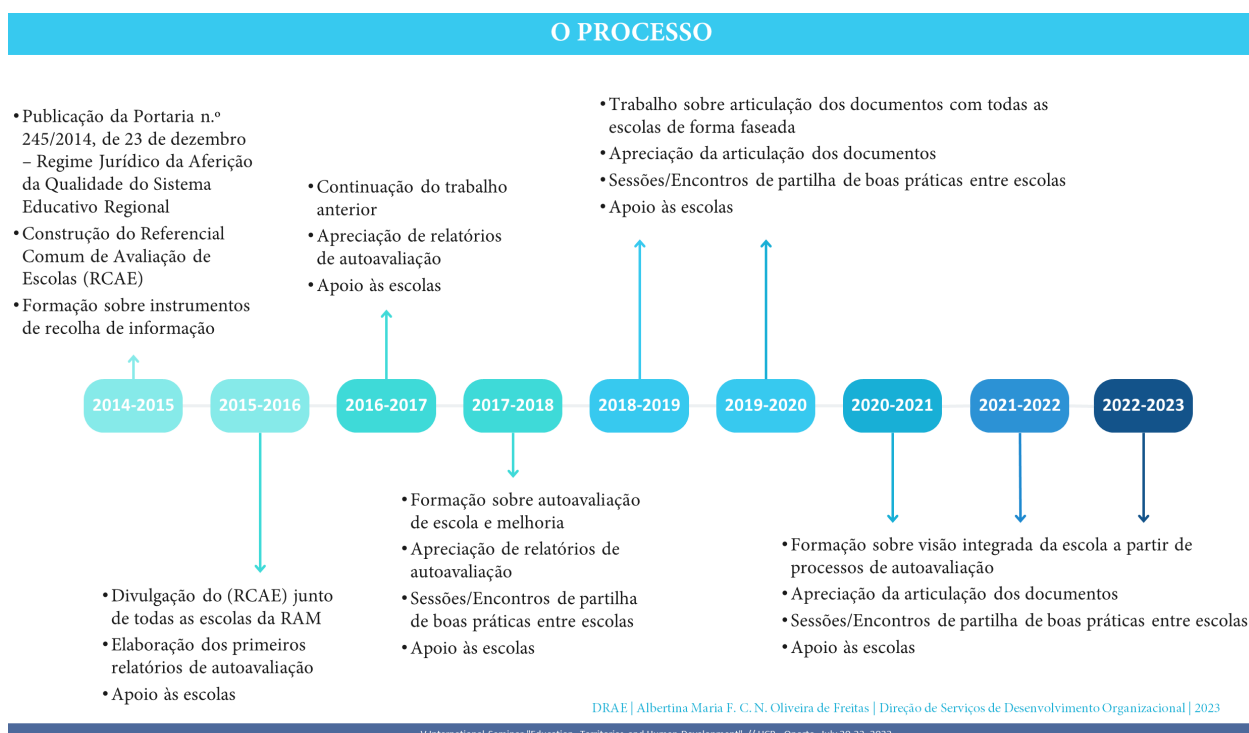 O PROCESSO
• Publicação da Portaria n.º
245/2014, de 23 de dezembro
– Regime Jurídico da Aferição
da Qualidade do Sistema
Educativo Regional
• Construção do Referencial
Comum de Avaliação de
Escolas (RCAE)
• Formação sobre instrumentos
de recolha de informação
• Continuação do trabalho
anterior
• Apreciação de relatórios
de autoavaliação
• Apoio às escolas
• Trabalho sobre articulação dos documentos com todas as
escolas de forma faseada
• Apreciação da articulação dos documentos
• Sessões/Encontros de partilha de boas práticas entre escolas
• Apoio às escolas
2014-2015
2015-2016
2016-2017
2017-2018
2018-2019
2019-2020
2020-2021
2021-2022
2022-2023
• Divulgação do (RCAE) junto
de todas as escolas da RAM
• Elaboração dos primeiros
relatórios de autoavaliação
• Apoio às escolas
• Formação sobre autoavaliação
de escola e melhoria
• Apreciação de relatórios de
autoavaliação
• Sessões/Encontros de partilha
de boas práticas entre escolas
• Apoio às escolas
• Formação sobre visão integrada da escola a partir de
processos de autoavaliação
• Apreciação da articulação dos documentos
• Sessões/Encontros de partilha de boas práticas entre escolas
• Apoio às escolas
DRAE | Albertina Maria F. C. N. Oliveira de Freitas | Direção de Serviços de Desenvolvimento Organizacional | 2023